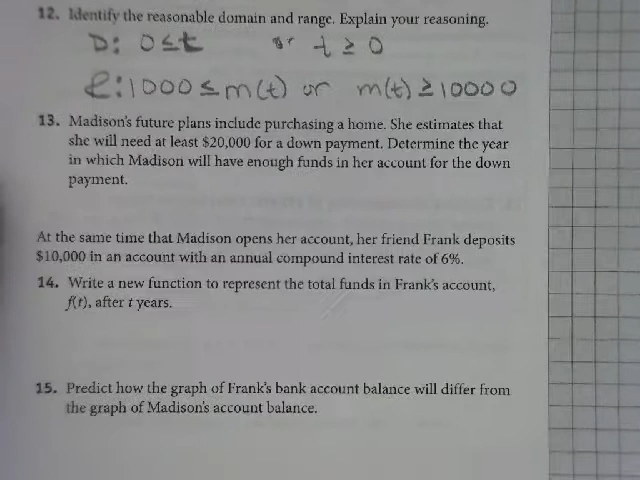 12. Identify the reasonable domain and range. Explain your reasoning.
D: 0 ≤ t or t ≥ 0
R: 1000 ≤ m(t) or m(t) ≥ 10000
13. Madison's future plans include purchasing a home. She estimates that
she will need at least $20,000 for a down payment. Determine the year
in which Madison will have enough funds in her account for the down
payment.
At the same time that Madison opens her account, her friend Frank deposits
$10,000 in an account with an annual compound interest rate of 6%.
14. Write a new function to represent the total funds in Frank's account,
f(t), after t years.
15. Predict how the graph of Frank's bank account balance will differ from
the graph of Madison's account balance.